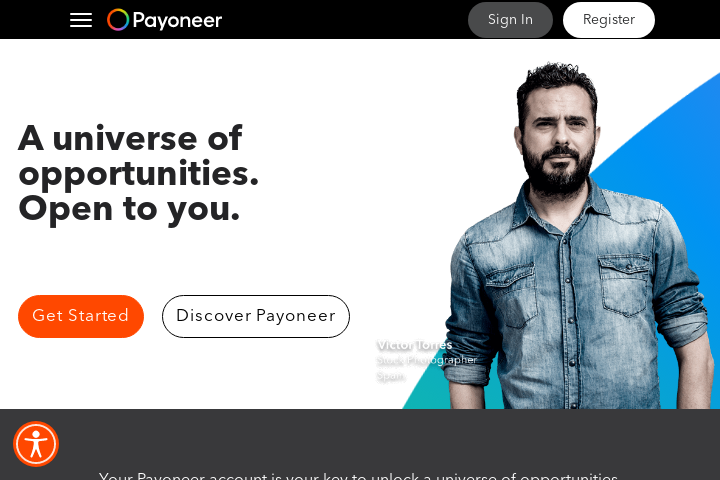 Payoneer
Sign In
Register
A universe of
opportunities.
Open to you.
Get Started
Discover Payoneer
Victor Torres
Stock Photographer
Spain
Your Payoneer account is your key to unlock a universe of opportunities.